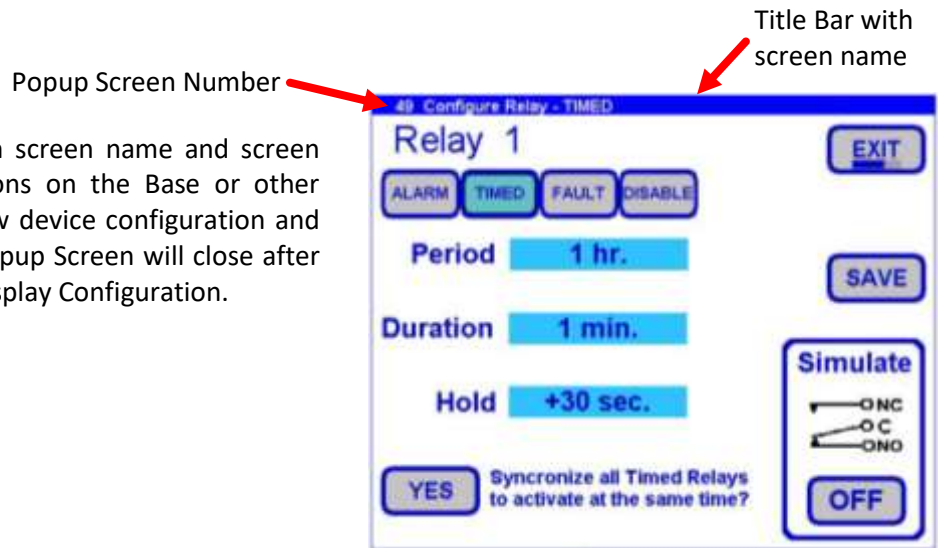 Title Bar with
screen name
Popup Screen Number
screen name and screen
ons on the Base or other
device configuration and
opup Screen will close after
splay Configuration.
49 Configure Relay - TIMED
Relay 1
EXIT
ALARM TIMED FAULT DISABLE
Period 1 hr.
SAVE
Duration 1 min.
Simulate
Hold +30 sec.
NC
C
NO
YES Syncronize all Timed Relays
to activate at the same time?
OFF